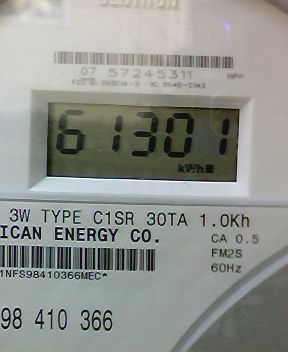 07 57245311
61301
kWh
3W TYPE C1SR 30TA 1.0Kh
ICAN ENERGY CO.
CA 0.5
FM2S
60Hz
1NFS98410366MEC*
98 410 366